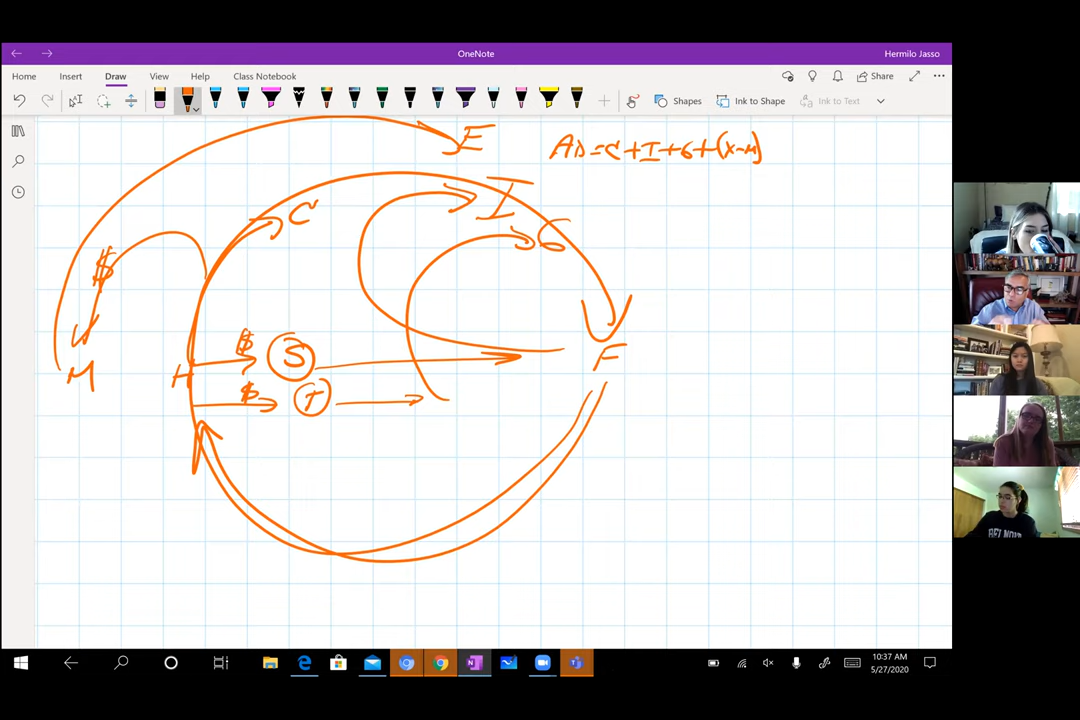 OneNote
Hermilo Jasso
Home Insert Draw View Help Class Notebook
Share
Shapes Ink to Shape Ink to Text
E
AD=C+I+G+(X-M)
I
C
G
$
$ S
F
M H
$ T
BELMONT
10:37 AM
5/27/2020